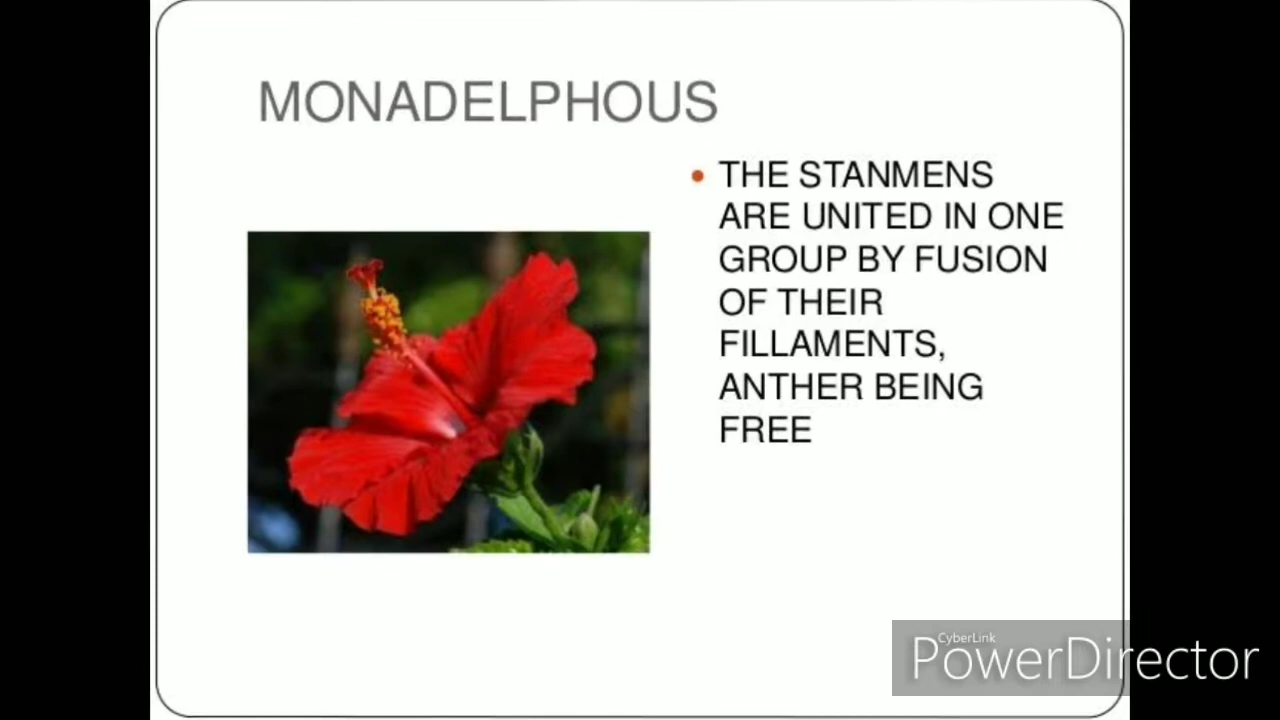 MONADELPHOUS
• THE STANMENS
ARE UNITED IN ONE
GROUP BY FUSION
OF THEIR
FILLAMENTS,
ANTHER BEING
FREE
CyberLink
PowerDirector